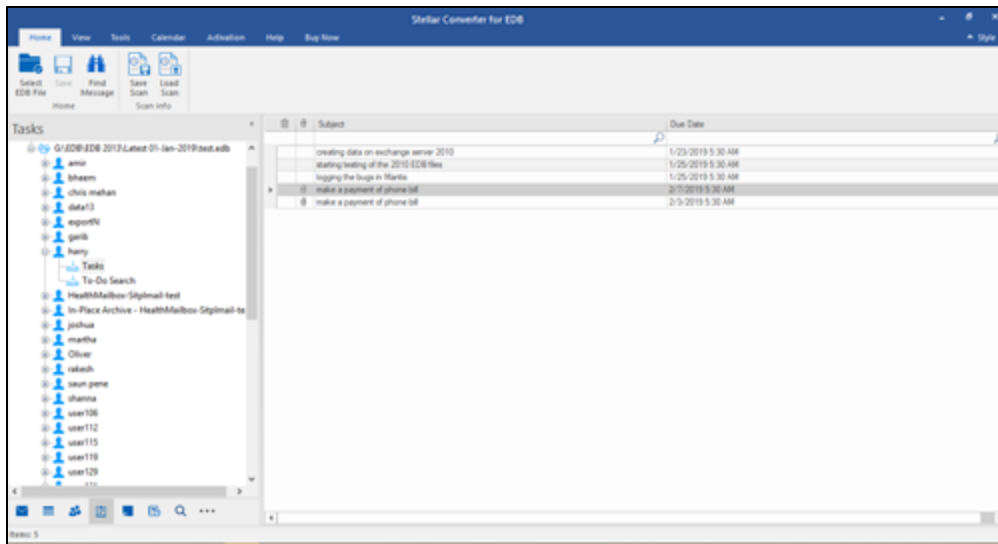 Stellar Converter for EDB
Home View Tools Calendar Activation Help Buy Now
Style
Select EDB File
Save
Find Message
Save Scan
Load Scan
Home
Scan info
Tasks
Subject Due Date
creating data on exchange server 2010 1/23/2019 5:30 AM
starting testing of the 2010 EDB files 1/25/2019 5:30 AM
logging the bugs in Mantis 1/25/2019 5:30 AM
make a payment of phone bill 2/7/2019 5:30 AM
make a payment of phone bill 2/3/2019 5:30 AM
G:\EDB\EDB 2013\Latest 01-Jan-2019\test.edb
amir
bheem
chris mehan
data13
exportNl
garib
harry
Tasks
To-Do Search
HealthMailbox-Sitplmail-test
In-Place Archive - HealthMailbox-Sitplmail-te
joshua
martha
Oliver
rakesh
saun pene
shanna
user106
user112
user115
user119
user129
Items: 5